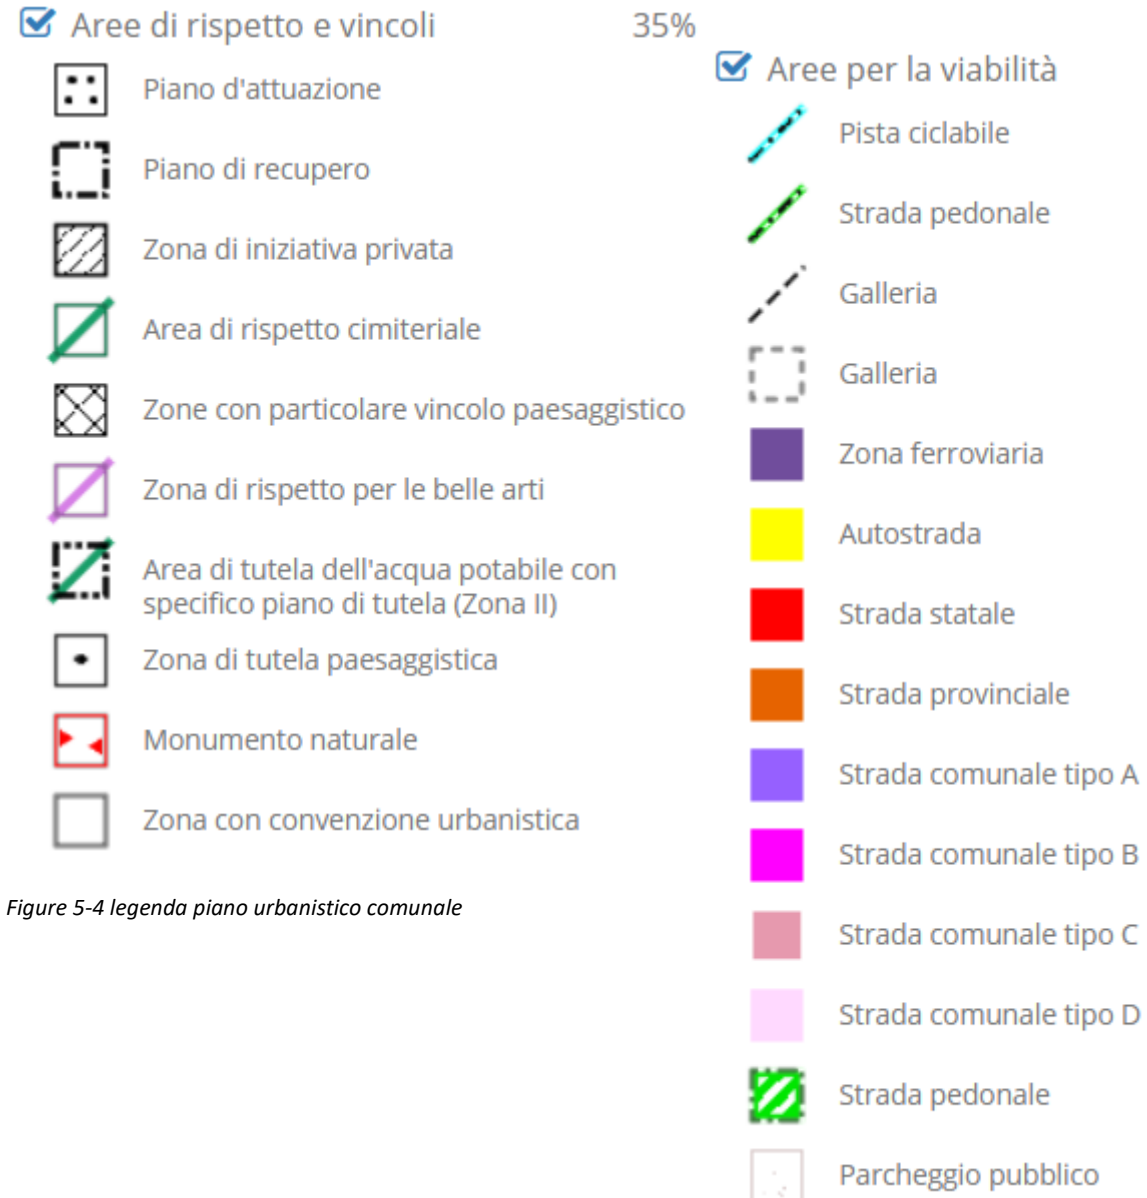 Aree di rispetto e vincoli 35%
Piano d'attuazione
Piano di recupero
Zona di iniziativa privata
Area di rispetto cimiteriale
Zone con particolare vincolo paesaggistico
Zona di rispetto per le belle arti
Area di tutela dell'acqua potabile con
specifico piano di tutela (Zona II)
Zona di tutela paesaggistica
Monumento naturale
Zona con convenzione urbanistica
Figure 5-4 legenda piano urbanistico comunale
Aree per la viabilità
Pista ciclabile
Strada pedonale
Galleria
Galleria
Zona ferroviaria
Autostrada
Strada statale
Strada provinciale
Strada comunale tipo A
Strada comunale tipo B
Strada comunale tipo C
Strada comunale tipo D
Strada pedonale
Parcheggio pubblico